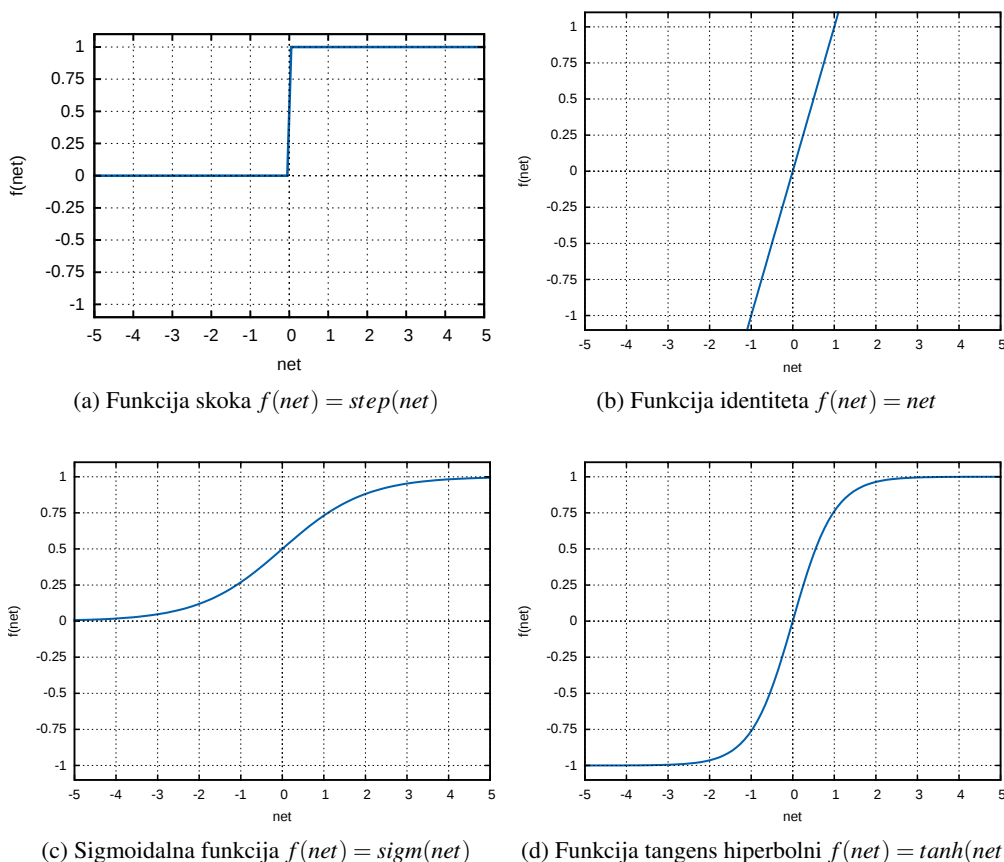 1
0.75
0.5
0.25
0
-0.25
-0.5
-0.75
-1
f(net)
-5 -4 -3 -2 -1 0 1 2 3 4 5
net
(a) Funkcija skoka f(net) = step(net)
1
0.75
0.5
0.25
0
-0.25
-0.5
-0.75
-1
f(net)
-5 -4 -3 -2 -1 0 1 2 3 4 5
net
(b) Funkcija identiteta f(net) = net
1
0.75
0.5
0.25
0
-0.25
-0.5
-0.75
-1
f(net)
-5 -4 -3 -2 -1 0 1 2 3 4 5
net
(c) Sigmoidalna funkcija f(net) = sigm(net)
1
0.75
0.5
0.25
0
-0.25
-0.5
-0.75
-1
f(net)
-5 -4 -3 -2 -1 0 1 2 3 4 5
net
(d) Funkcija tangens hiperbolni f(net) = tanh(net